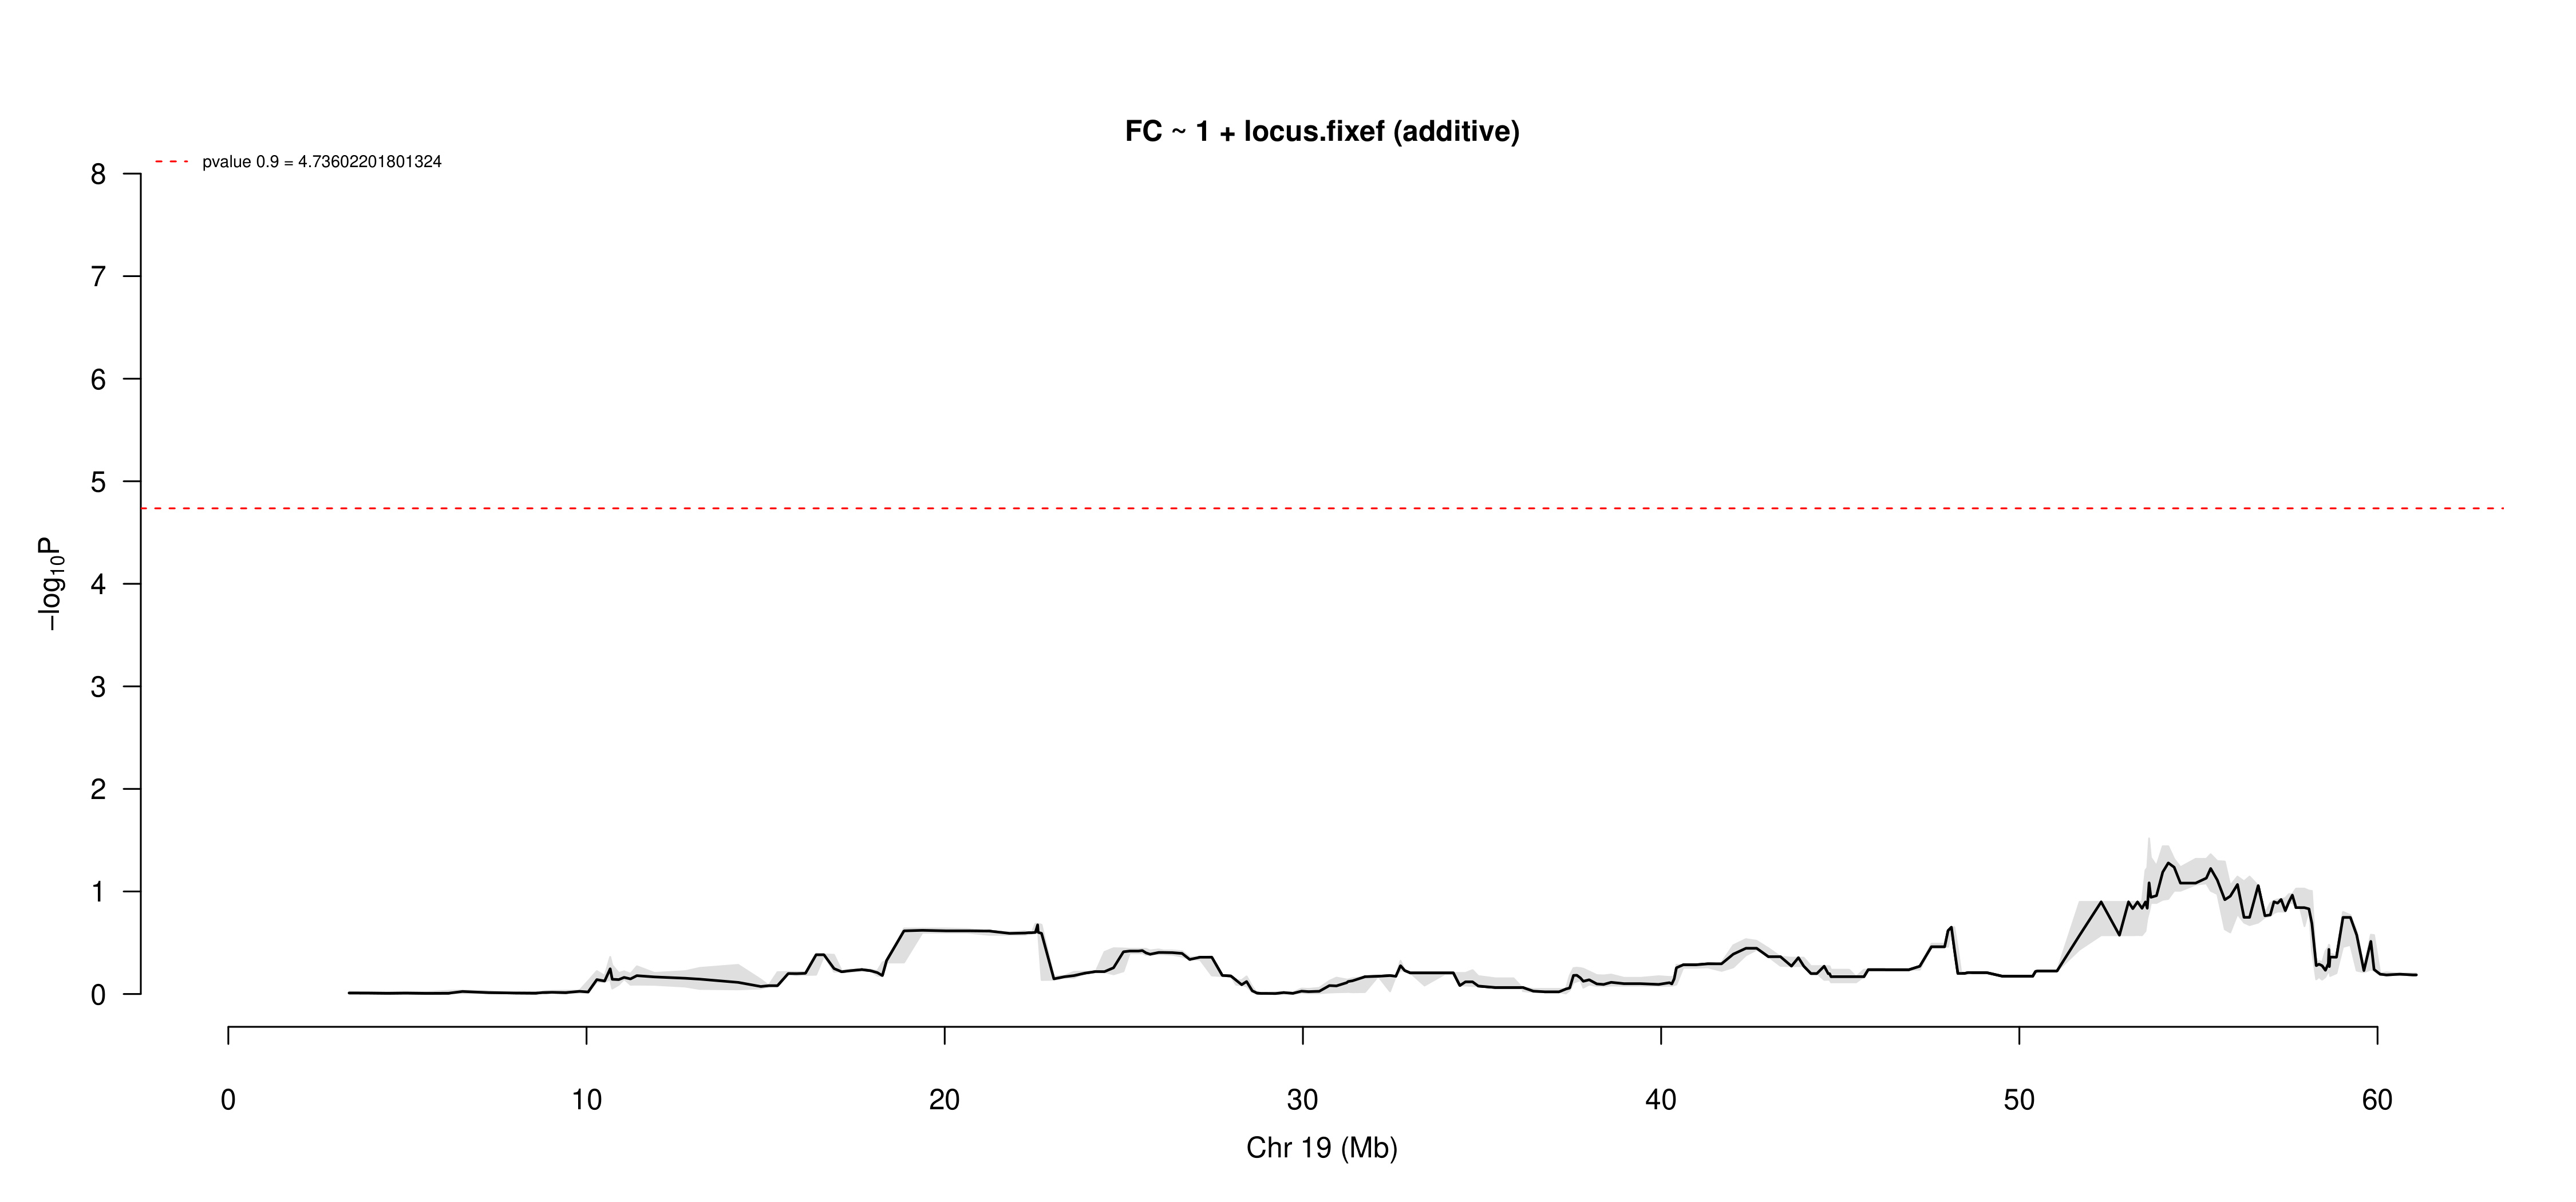 FC ~ 1 + locus.fixef (additive)
pvalue 0.9 = 4.73602201801324
8
7
6
5
4
3
2
1
0
−log10P
0 10 20 30 40 50 60
Chr 19 (Mb)